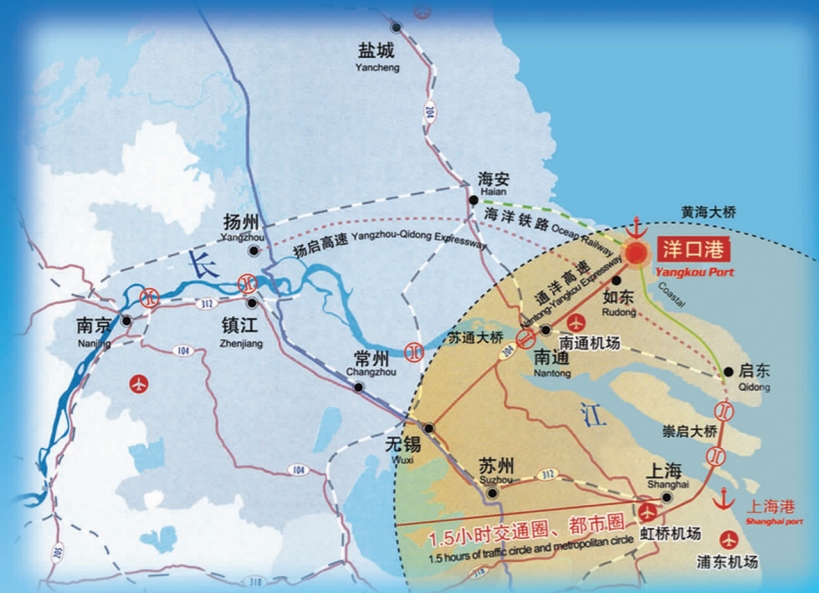 盐城
Yancheng
204
海安
Haian
黄海大桥
扬州
Yangzhou
海洋铁路 Ocean Railway
扬启高速 Yangzhou-Qidong Expressway
洋口港
Yangkou Port
长
通洋高速
Nantong-Yangkou Expressway
如东
Rudong
Coastal
312
南京
Nanjing
镇江
Zhenjiang
苏通大桥
204
南通
Nantong
南通机场
104
常州
Changzhou
启东
Qidong
江
崇启大桥
无锡
Wuxi
苏州
Suzhou
312
上海
Shanghai
104
上海港
Shanghai port
1.5小时交通圈、都市圈
1.5 hours of traffic circle and metropolitan circle
虹桥机场
浦东机场
318
318